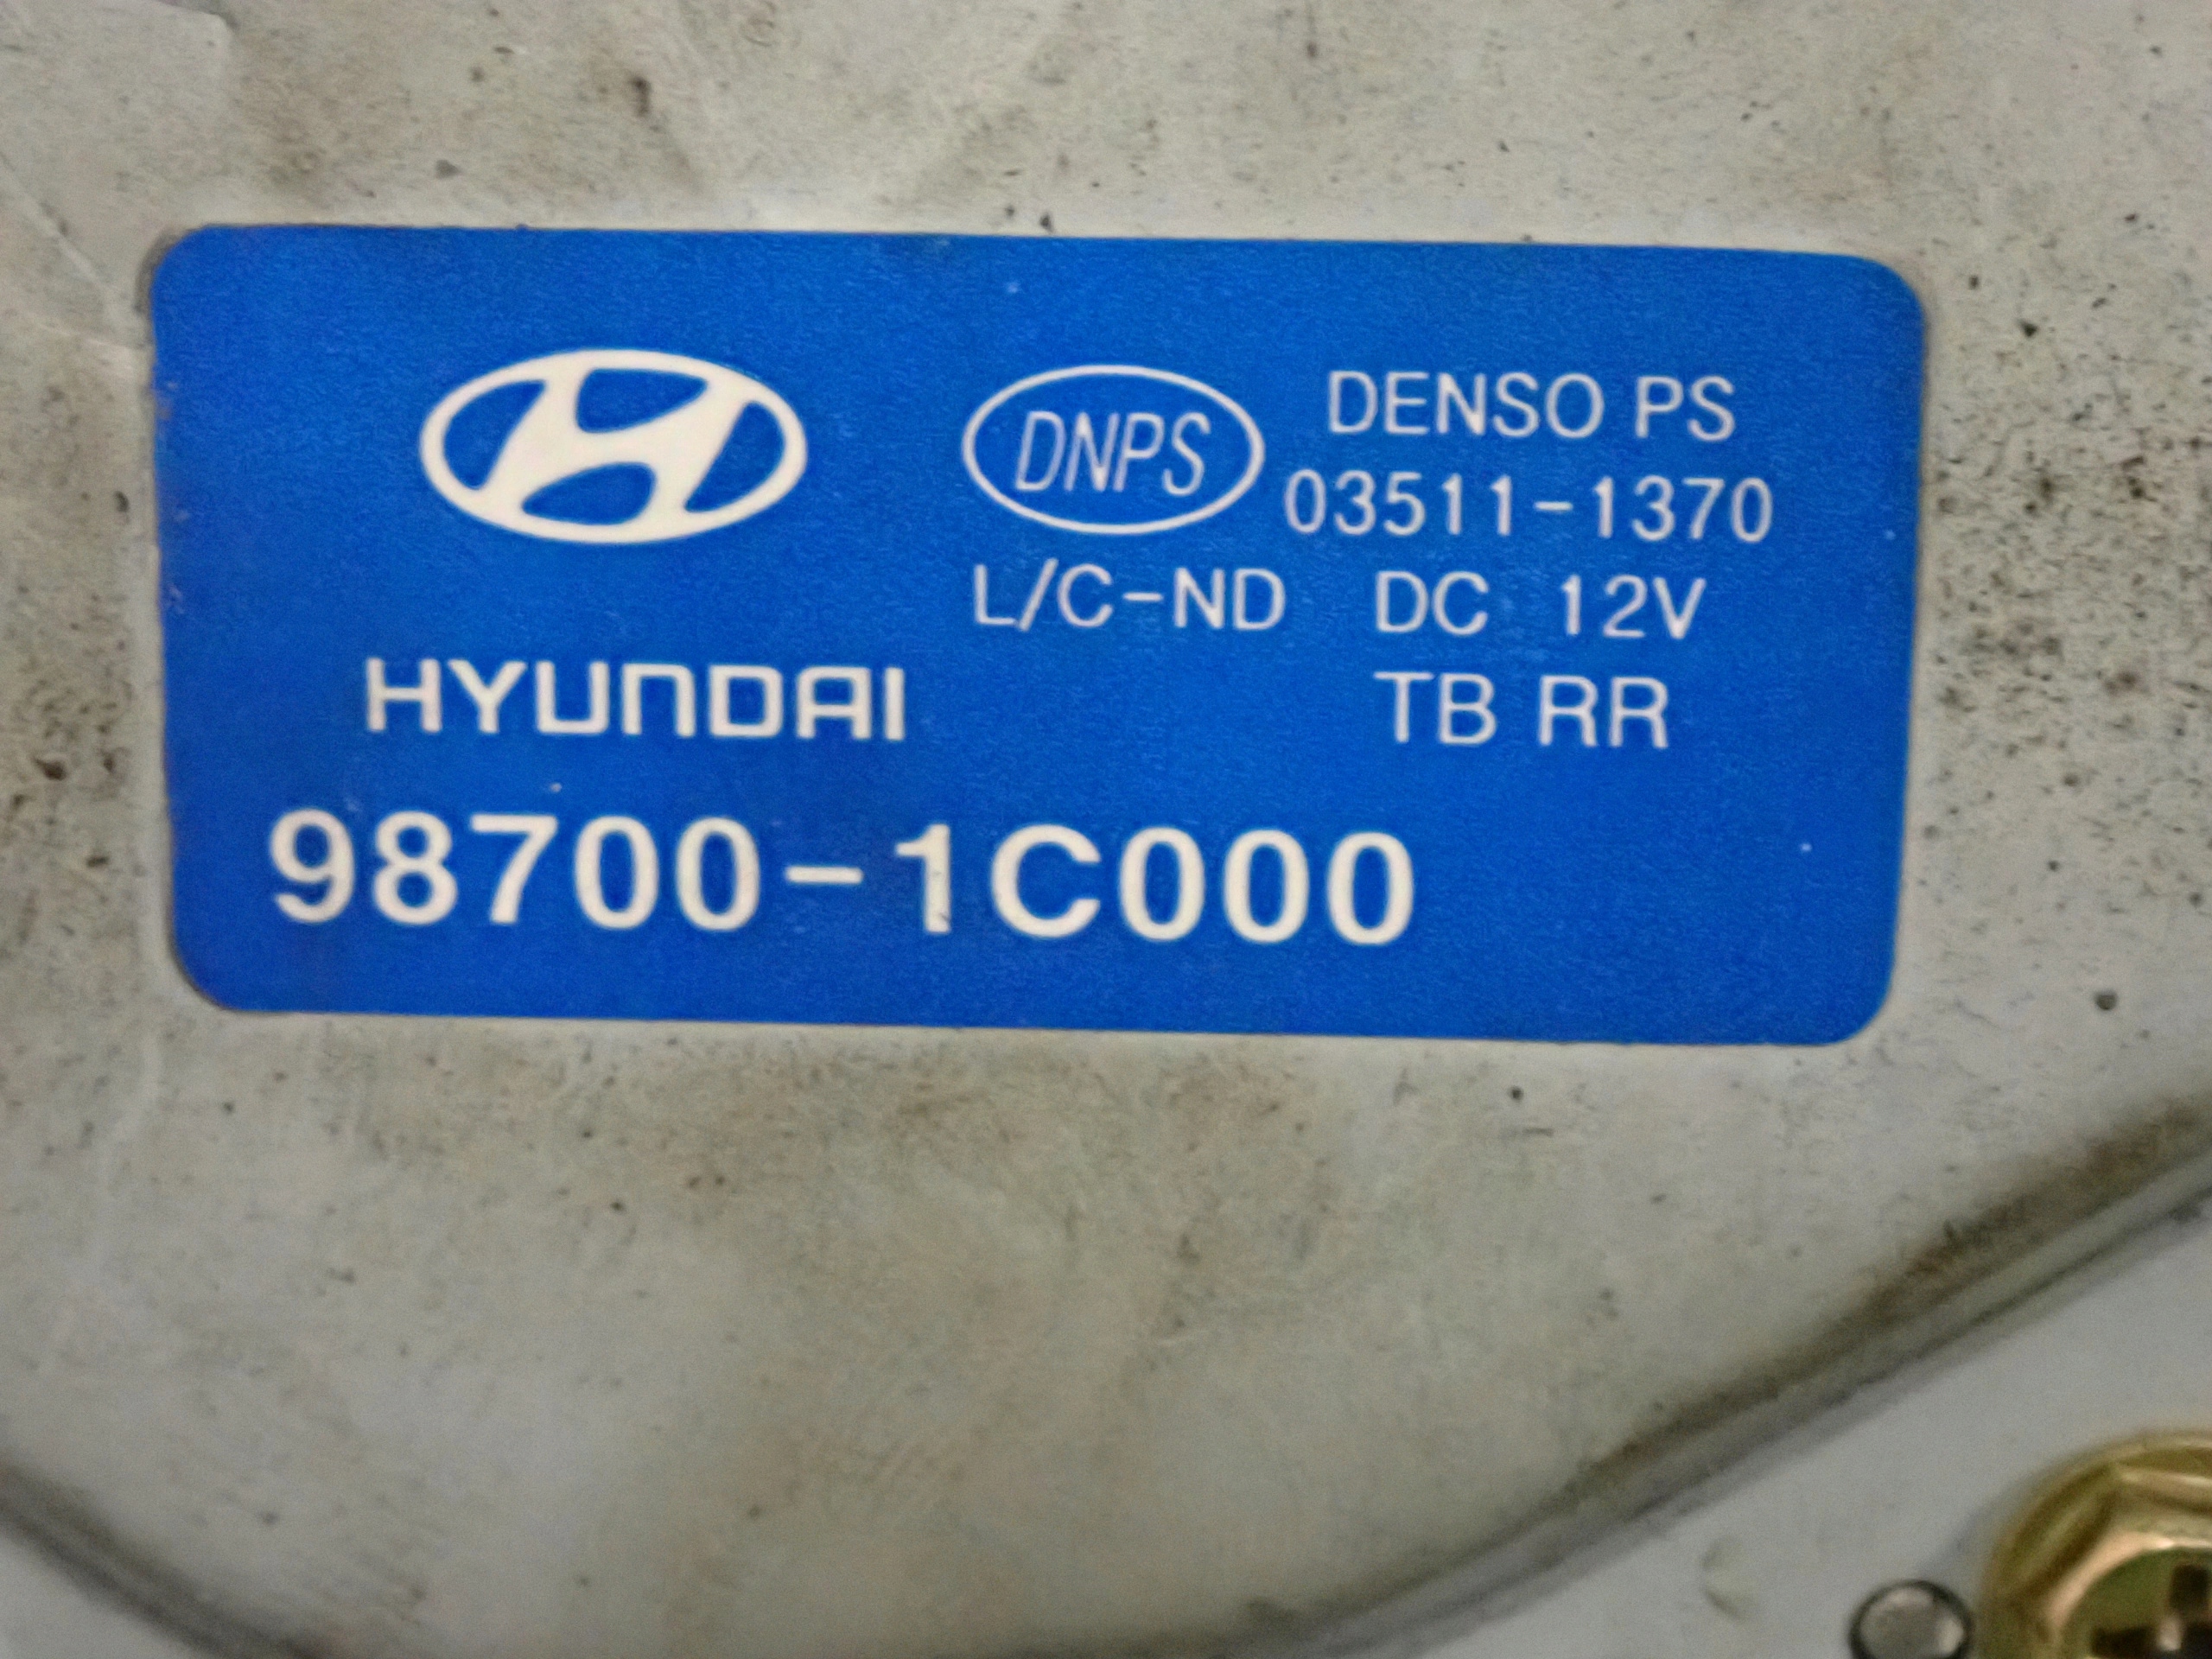 DNPS
DENSO PS
03511-1370
L/C-ND DC 12V
HYUNDAI
TB RR
98700-1C000